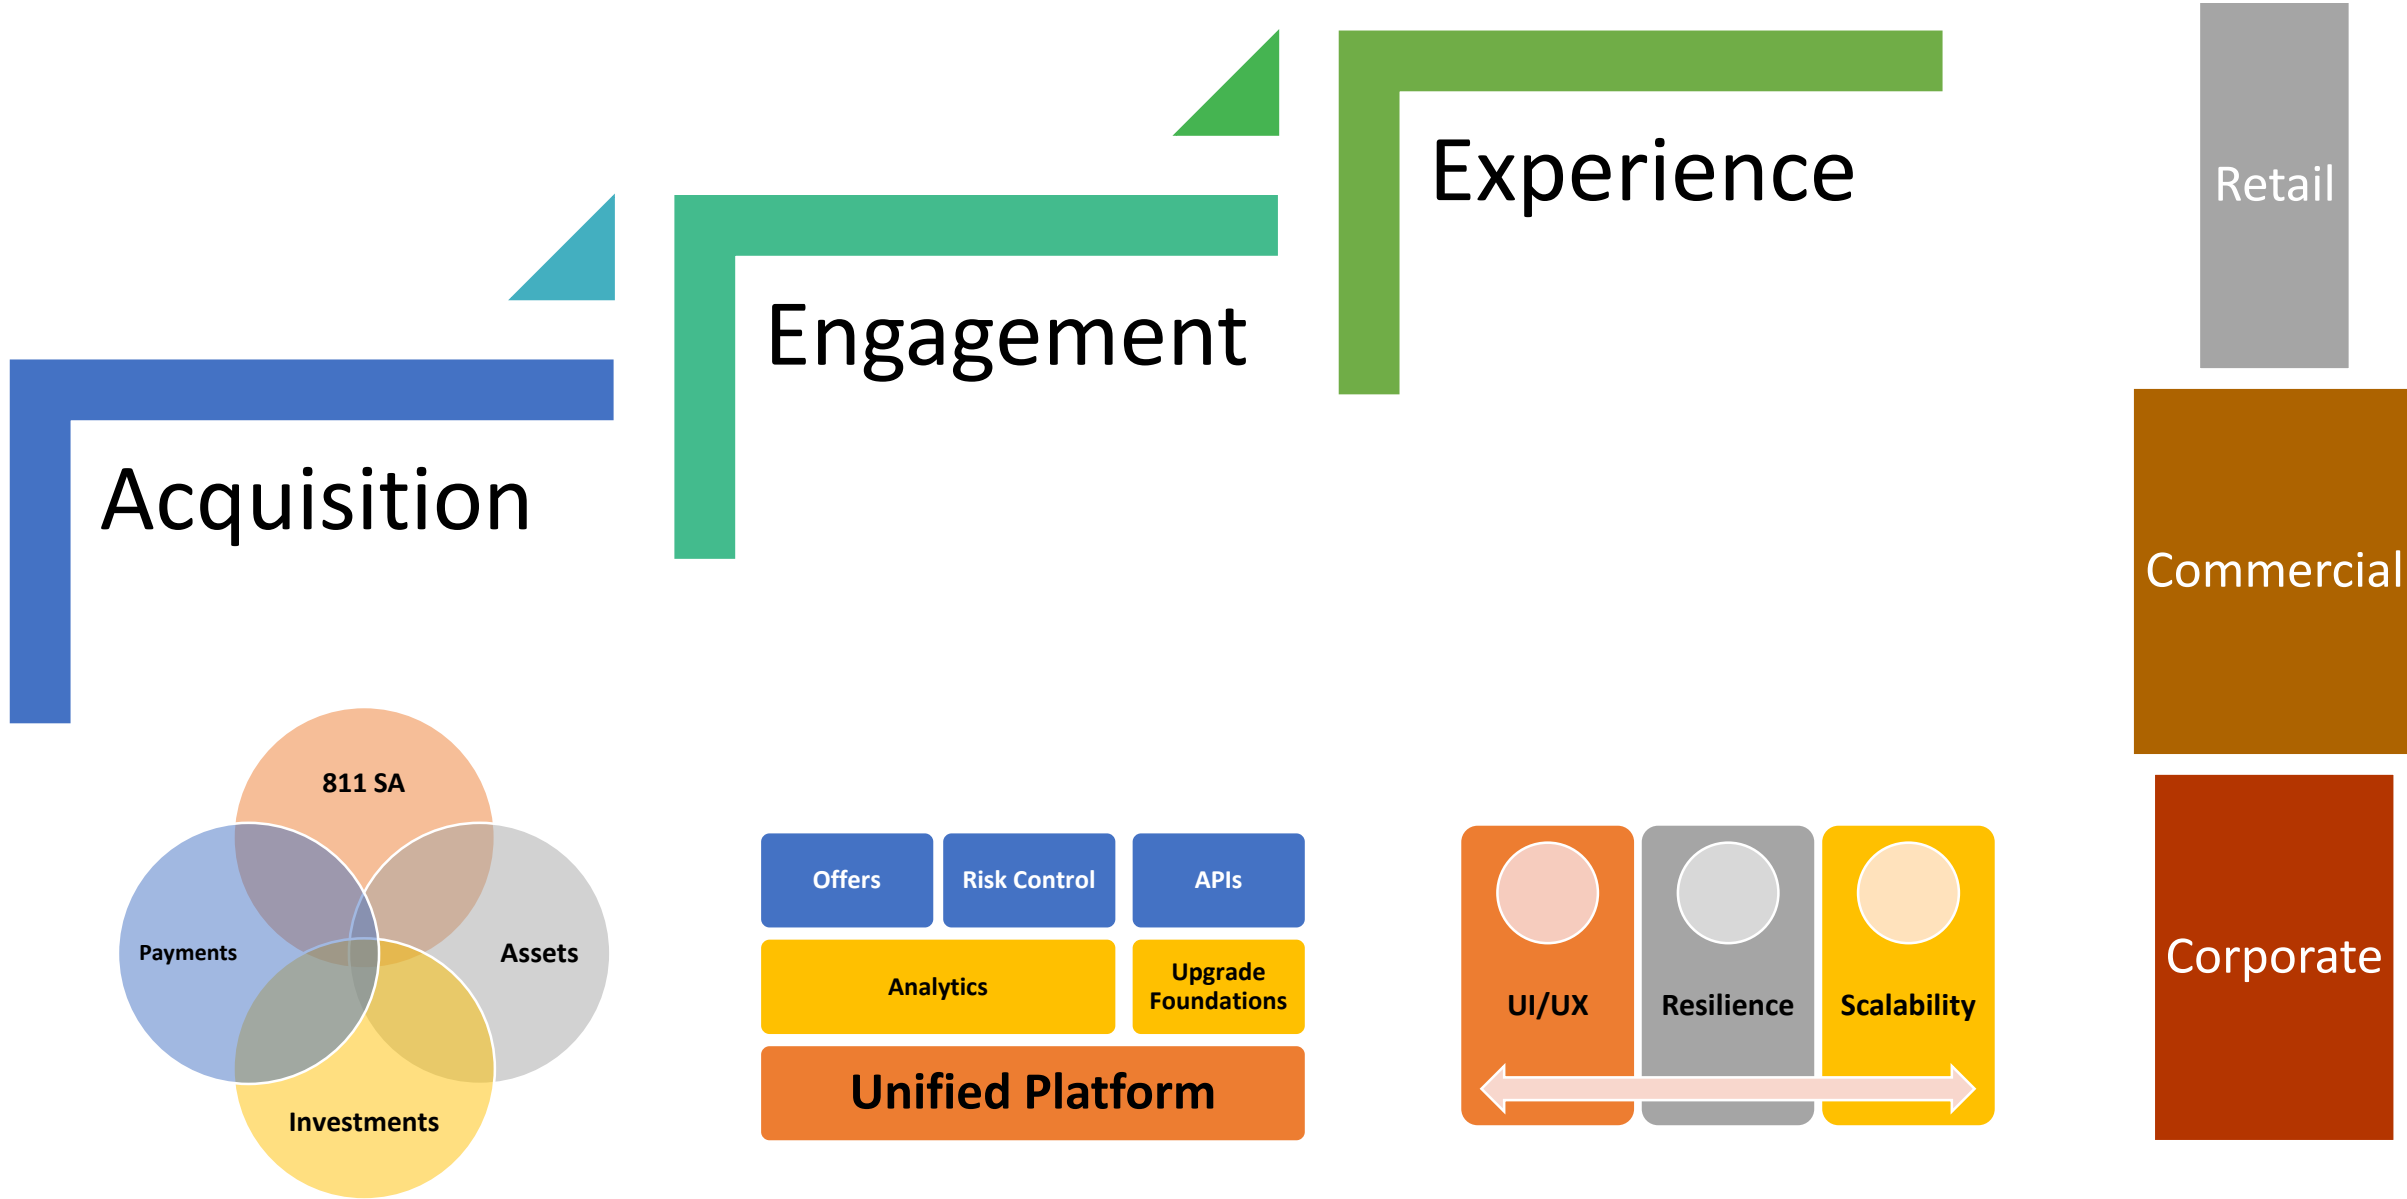 Experience
Engagement
Acquisition
Retail
Commercial
Corporate
811 SA
Payments
Assets
Investments
Offers
Risk Control
APIs
Analytics
Upgrade
Foundations
Unified Platform
UI/UX
Resilience
Scalability